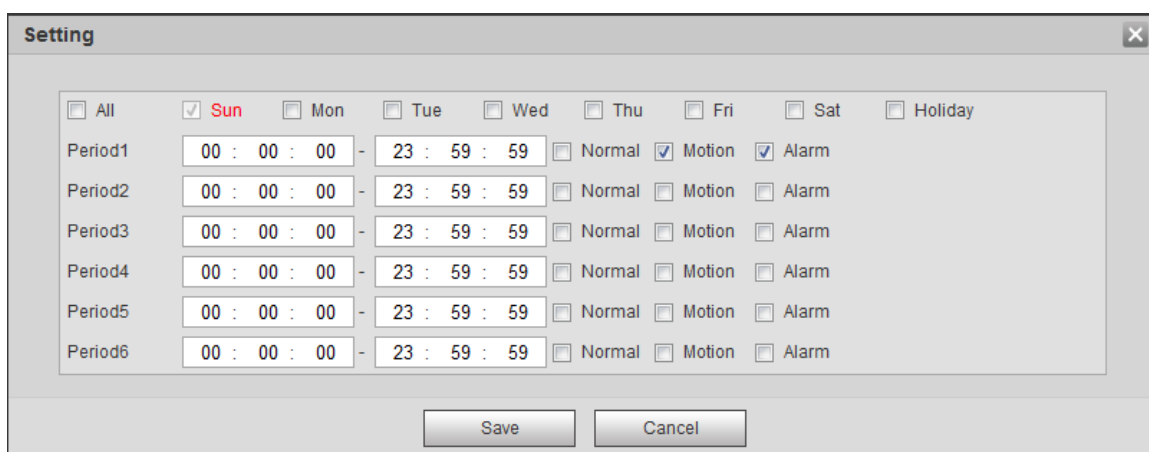 Setting
All Sun Mon Tue Wed Thu Fri Sat Holiday
Period1 00 : 00 : 00 - 23 : 59 : 59 Normal Motion Alarm
Period2 00 : 00 : 00 - 23 : 59 : 59 Normal Motion Alarm
Period3 00 : 00 : 00 - 23 : 59 : 59 Normal Motion Alarm
Period4 00 : 00 : 00 - 23 : 59 : 59 Normal Motion Alarm
Period5 00 : 00 : 00 - 23 : 59 : 59 Normal Motion Alarm
Period6 00 : 00 : 00 - 23 : 59 : 59 Normal Motion Alarm
Save Cancel